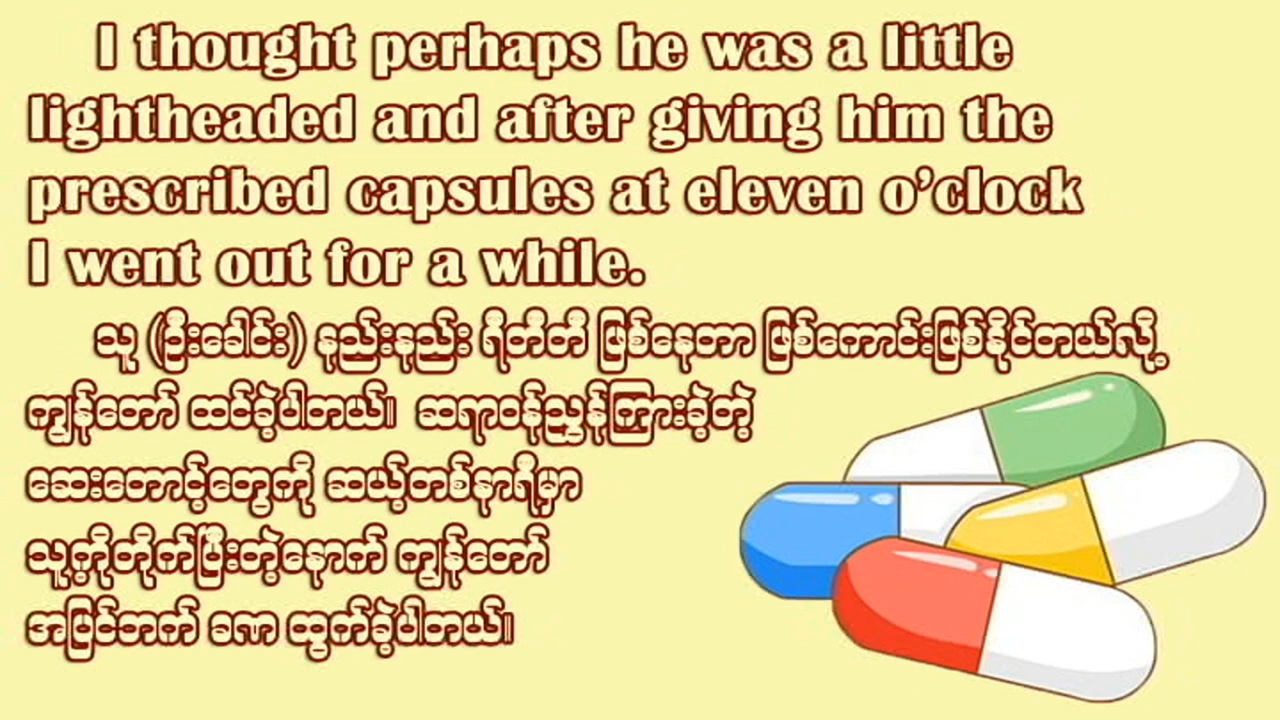 I thought perhaps he was a little
lightheaded and after giving him the
prescribed capsules at eleven o’clock
I went out for a while.
သူ (ဦးခေါင်း) နည်းနည်း ရီတီတီ ဖြစ်နေတာ ဖြစ်ကောင်းဖြစ်နိုင်တယ်လို့
ကျွန်တော် ထင်ခဲ့ပါတယ်။ ဆရာဝန်ညွှန်ကြားခဲ့တဲ့
ဆေးတောင့်တွေကို ဆယ့်တစ်နာရီမှာ
သူ့ကိုတိုက်ပြီးတဲ့နောက် ကျွန်တော်
အပြင်ဘက် ခဏ ထွက်ခဲ့ပါတယ်။